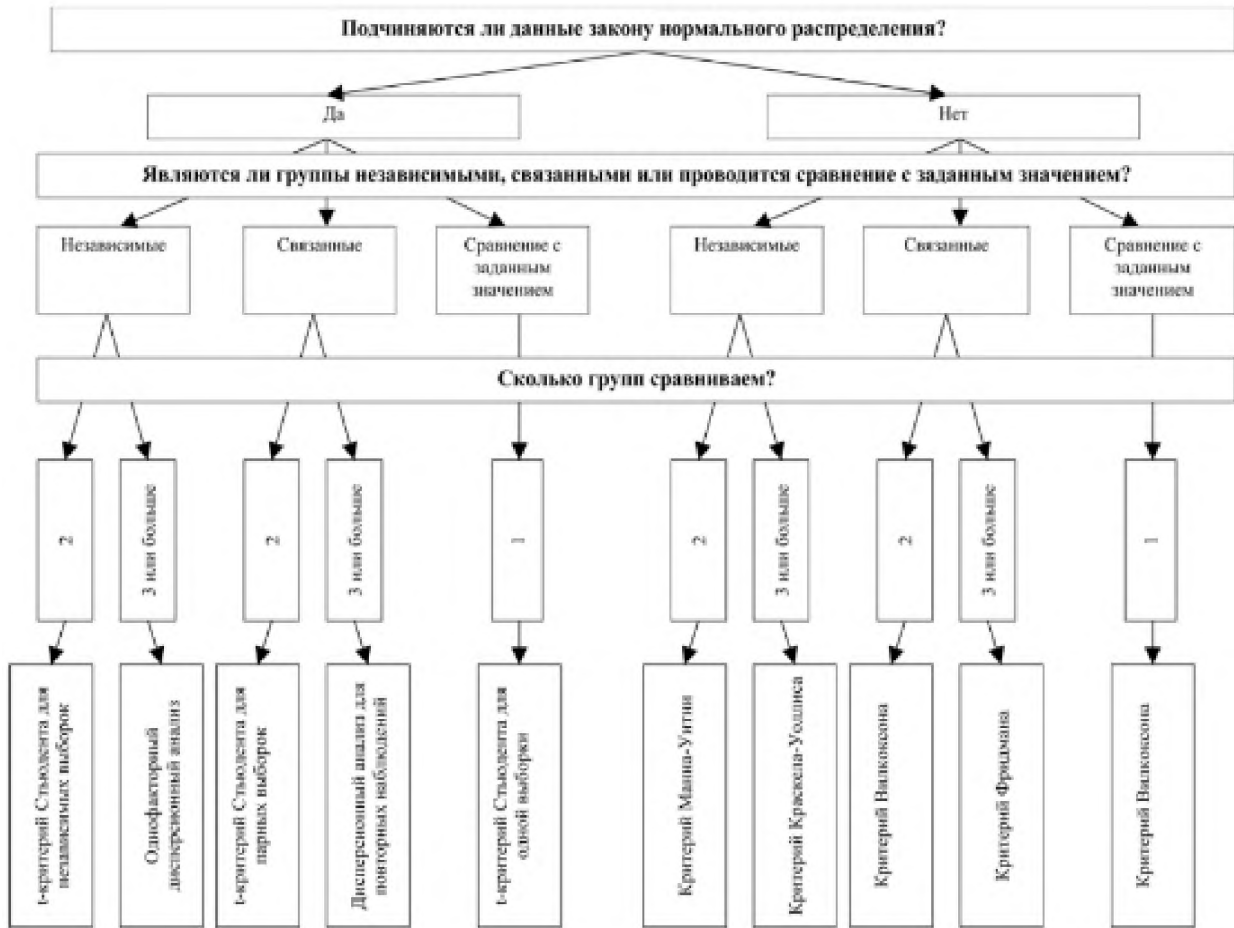 Подчиняются ли данные закону нормального распределения?
Да
Нет
Являются ли группы независимыми, связанными или проводится сравнение с заданным значением?
Независимые
Связанные
Сравнение с
заданным
значением
Независимые
Связанные
Сравнение с
заданным
значением
Сколько групп сравниваем?
2
3 или больше
2
3 или больше
1
2
3 или больше
2
3 или больше
1
t-критерий Стьюдента для
независимых выборок
Однофакторный
дисперсионный анализ
t-критерий Стьюдента для
парных выборок
Дисперсионный анализ для
повторных наблюдений
t-критерий Стьюдента для
одной выборки
Критерий Манна-Уитни
Критерий Краскела-Уоллиса
Критерий Вилкоксона
Критерий Фридмана
Критерий Вилкоксона